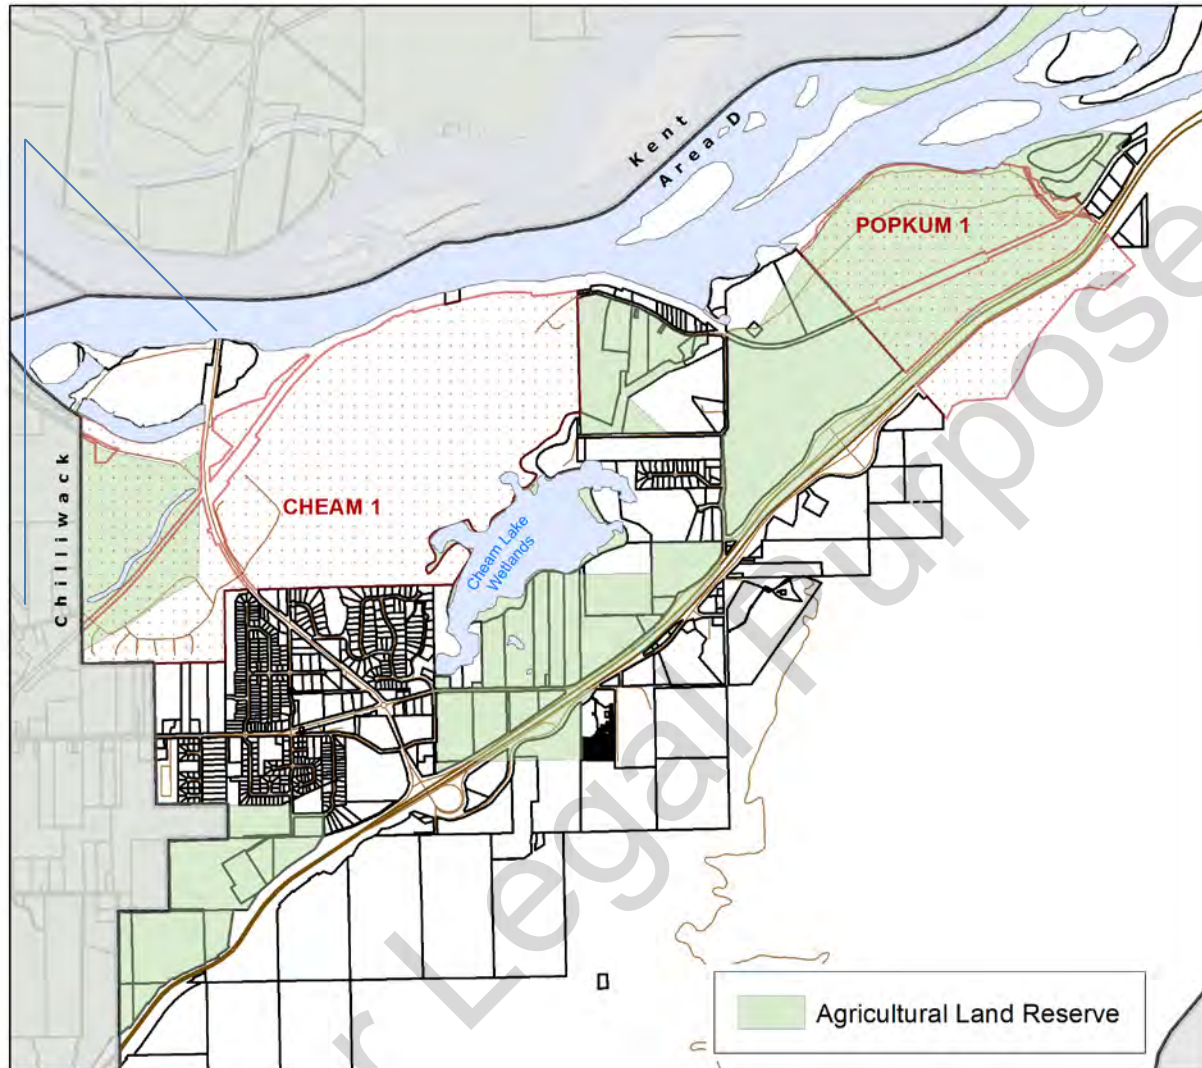 Kent
Area D
POPKUM 1
CHEAM 1
Chilliwack
Cheam Lake
Wetlands
Agricultural Land Reserve
r Legal Purpose